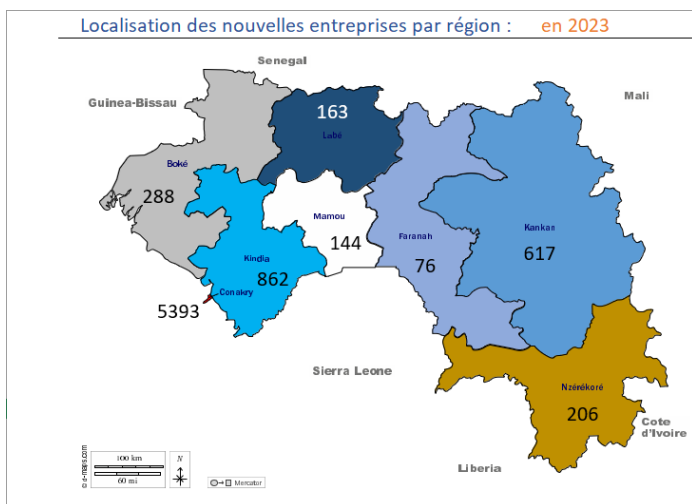 Localisation des nouvelles entreprises par région : en 2023
Senegal
Guinea-Bissau
Mali
163
Labé
Boké
288
Mamou
144
Faranah
76
Kankan
617
Kindia
862
Conakry
5393
Sierra Leone
Nzérékoré
206
Cote
d'Ivoire
Liberia
100 km
60 mi
N
Mercator
© d-maps.com